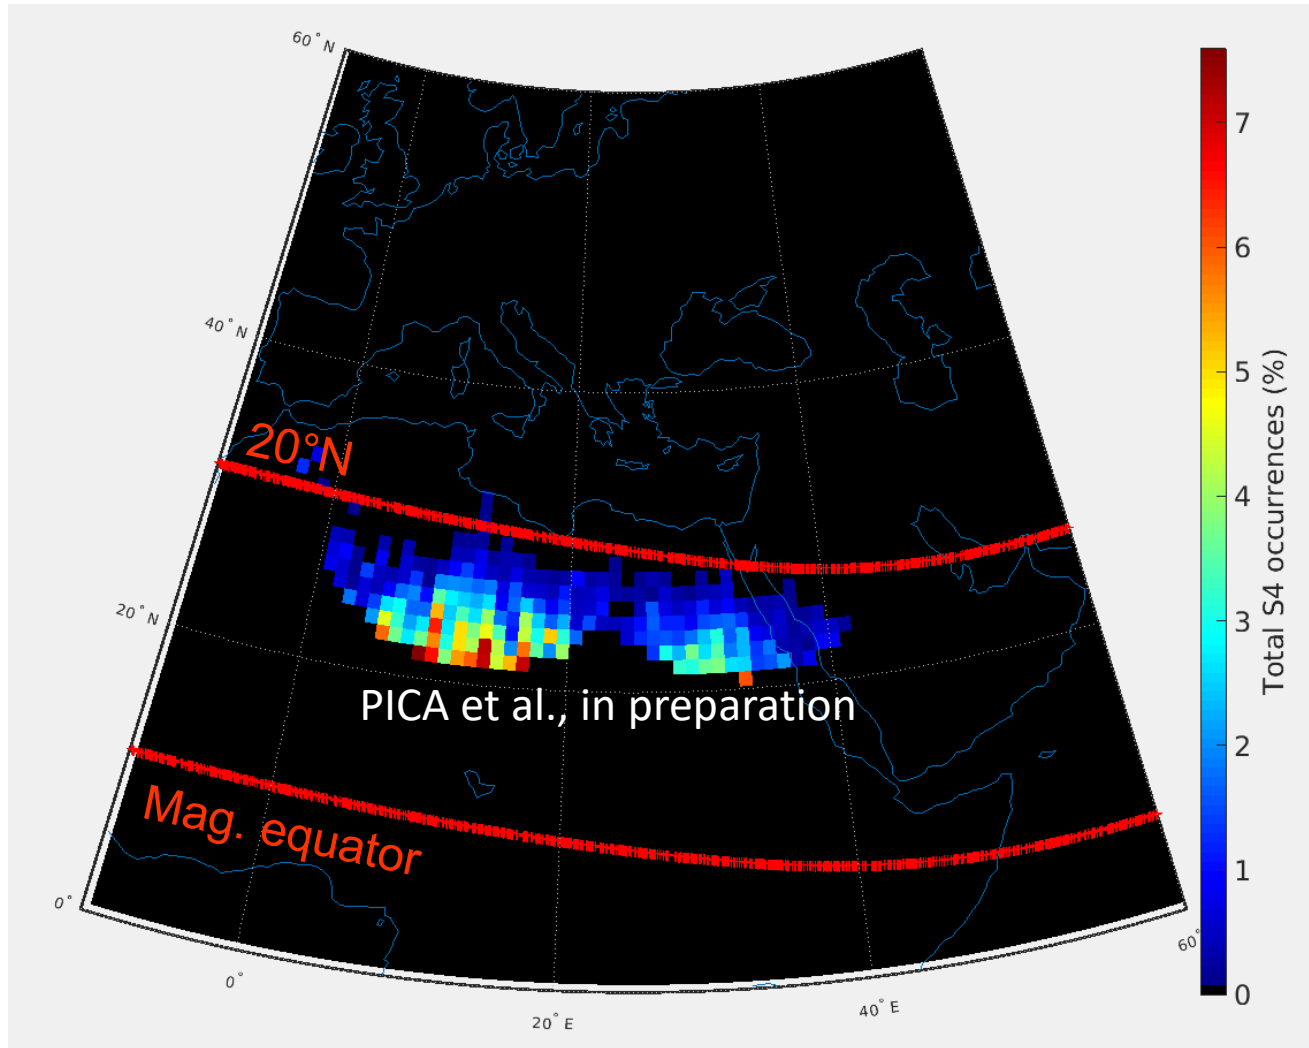 60°N
7
6
40°N
5
Total S4 occurrences (%)
20°N
4
20°N
3
PICA et al., in preparation
2
Mag. equator
1
0°
60°
0
0°
20°E
40°E